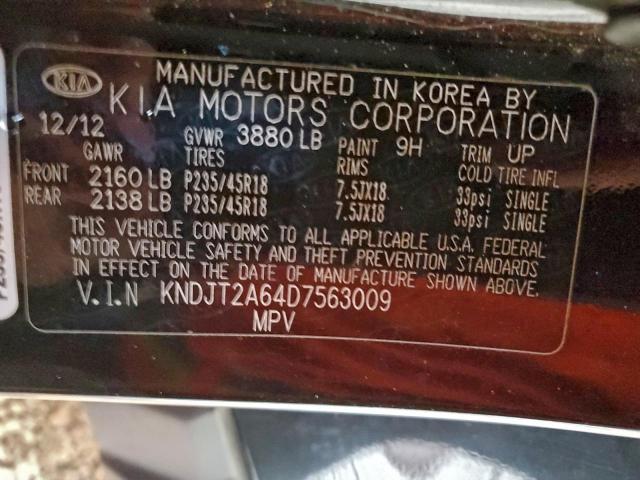 KIA MANUFACTURED IN KOREA BY
KIA MOTORS CORPORATION
12/12 GVWR 3880 LB PAINT 9H TRIM UP
GAWR TIRES RIMS COLD TIRE INFL
FRONT 2160 LB P235/45R18 7.5JX18 33psi SINGLE
REAR 2138 LB P235/45R18 7.5JX18 33psi SINGLE
THIS VEHICLE CONFORMS TO ALL APPLICABLE U.S.A. FEDERAL
MOTOR VEHICLE SAFETY AND THEFT PREVENTION STANDARDS
IN EFFECT ON THE DATE OF MANUFACTURE SHOWN ABOVE.
V.I.N KNDJT2A64D7563009
MPV